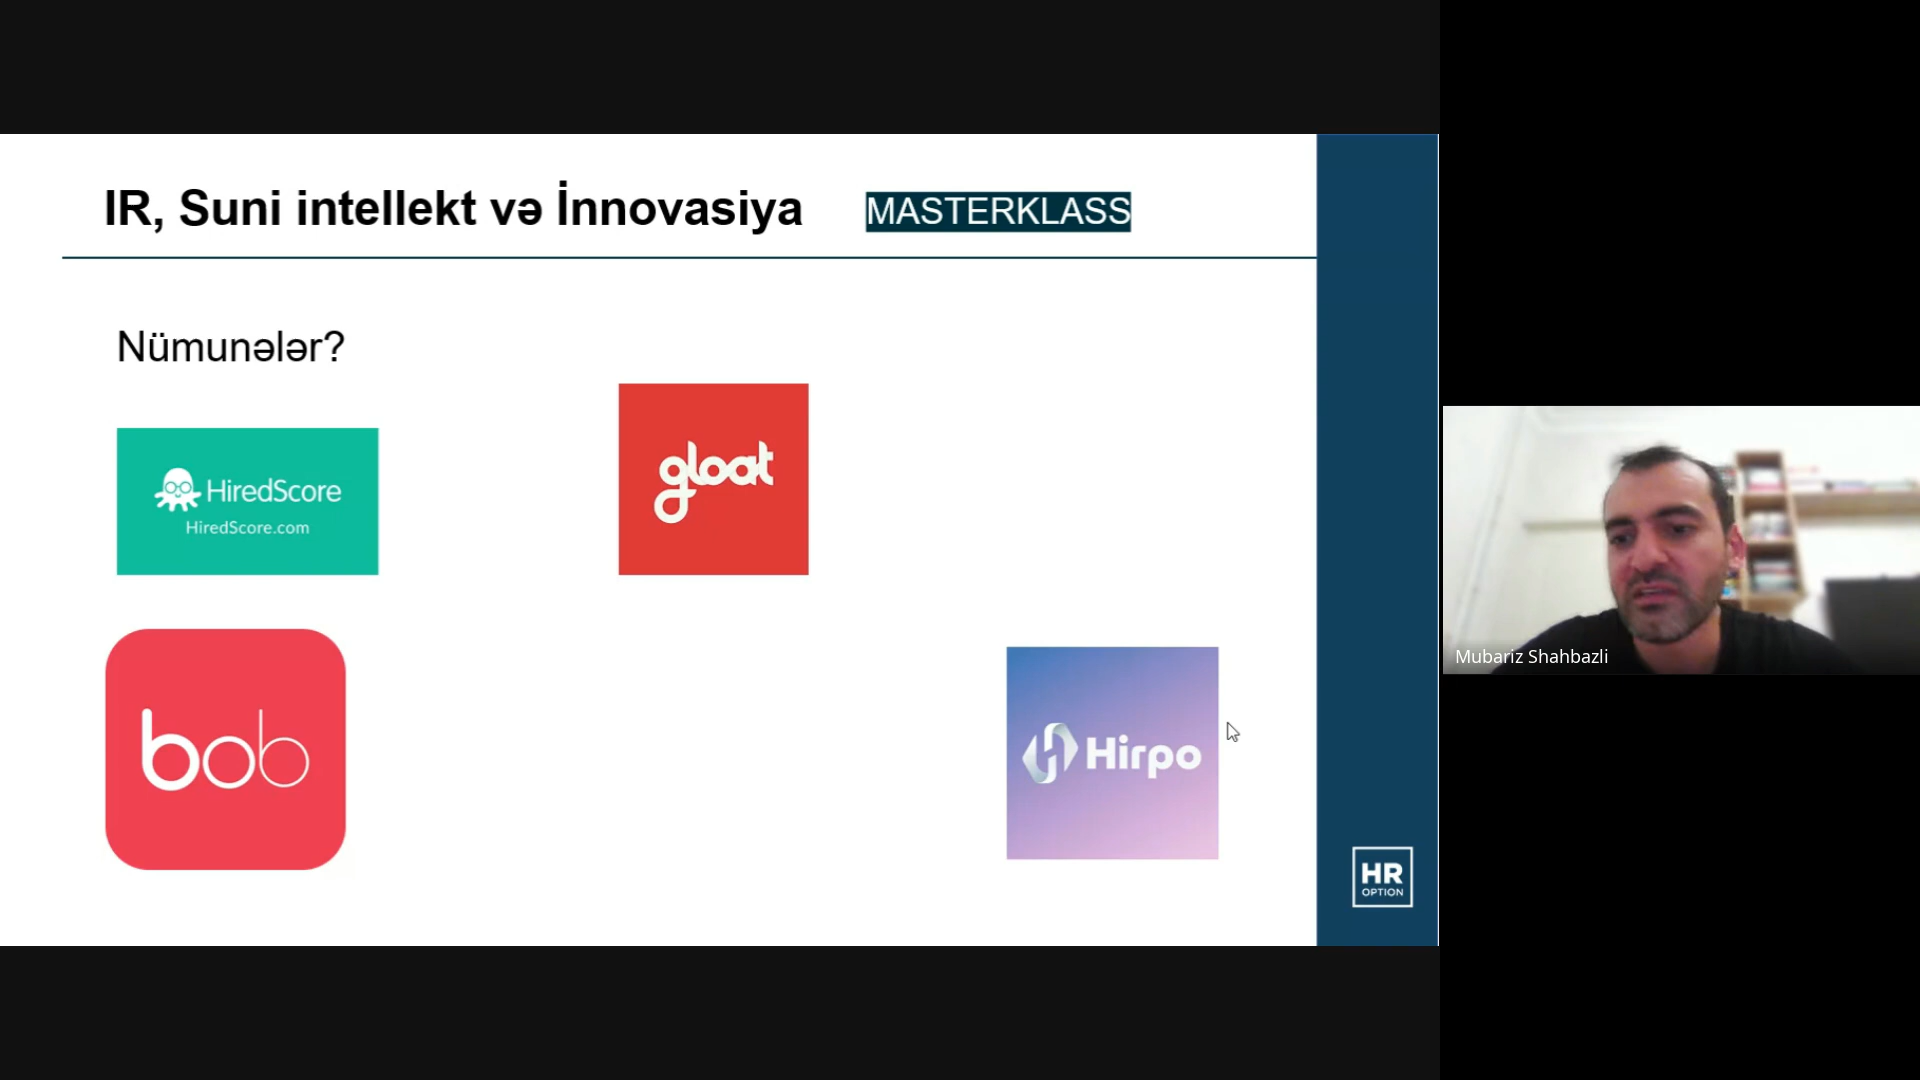 IR, Suni intellekt və İnnovasiya MASTERKLASS
Nümunələr?
HiredScore
HiredScore.com
gloat
bob
Hirpo
HR
OPTION
Mubariz Shahbazli